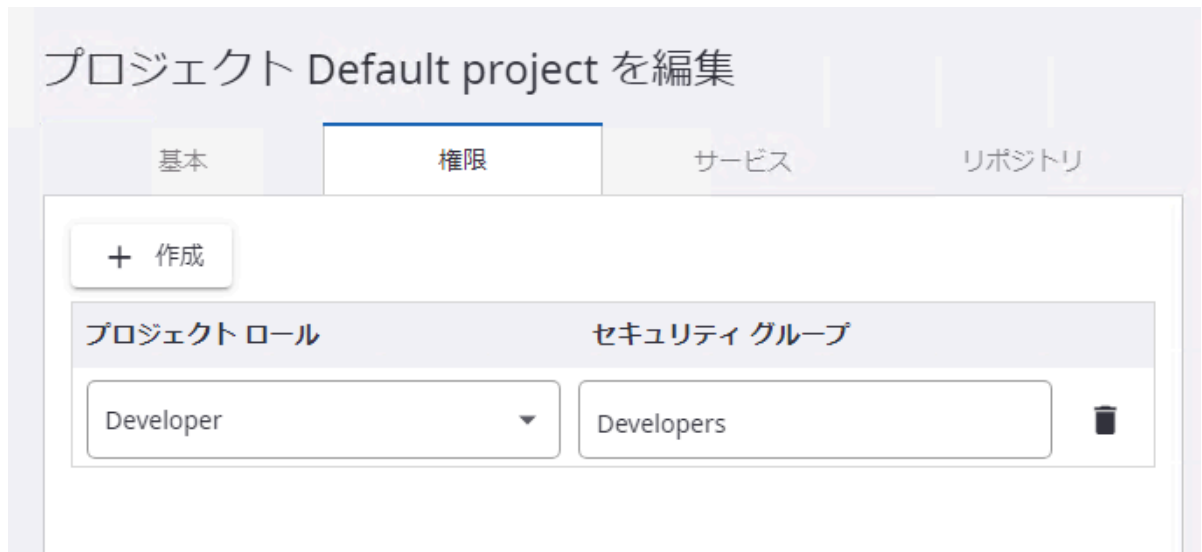 プロジェクト Default project を編集
基本 権限 サービス リポジトリ
＋ 作成
プロジェクト ロール セキュリティ グループ
Developer Developers